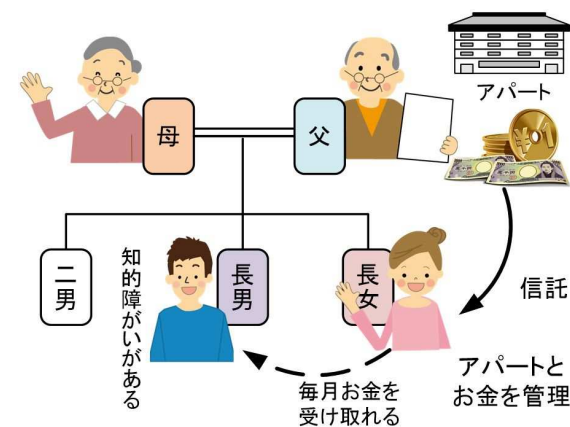 アパート
母
父
¥1
二男
知的障がいがある
長男
長女
信託
毎月お金を
受け取れる
アパートと
お金を管理